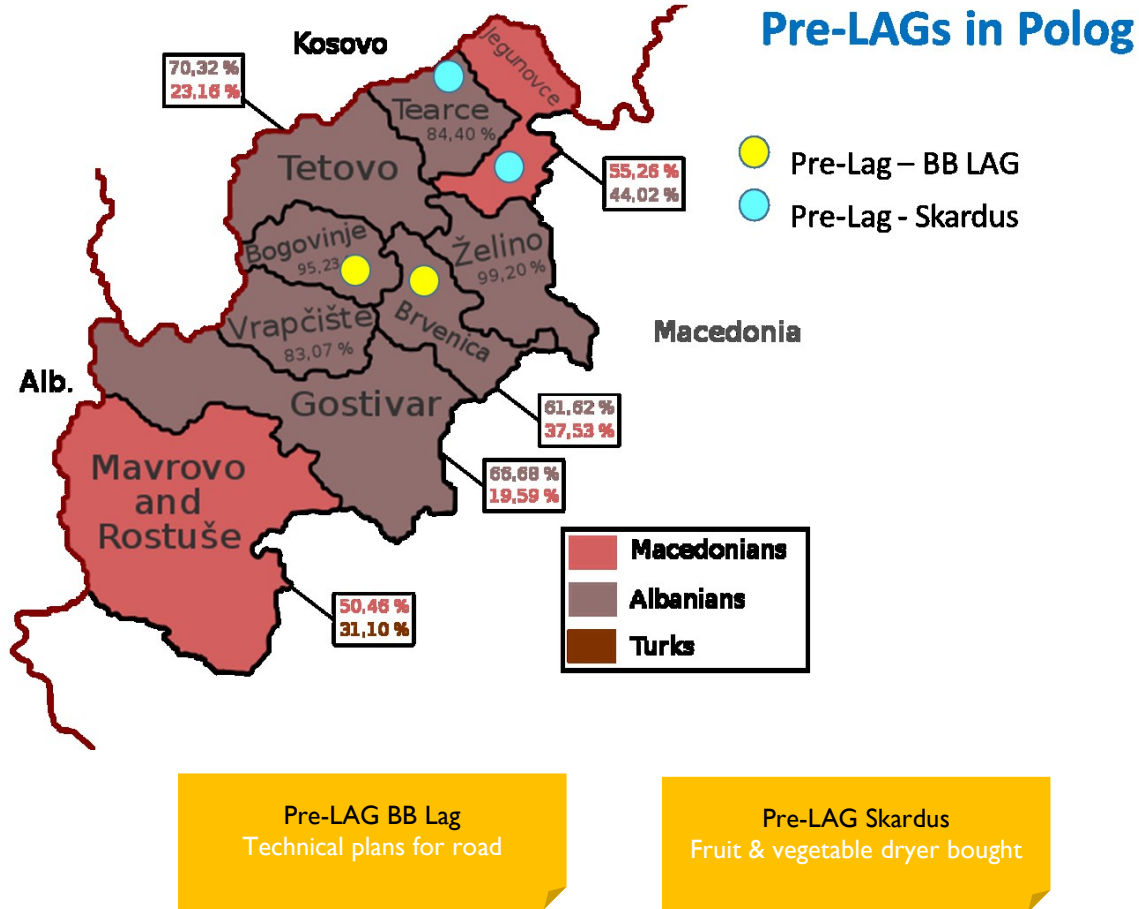 Pre-LAGs in Polog
Kosovo
70,32 %
23,16 %
Jegunovce
Tearce
84,40 %
Tetovo
55,26 %
44,02 %
Pre-Lag – BB LAG
Pre-Lag - Skardus
Bogovinje
95,23
Želino
99,20 %
Vrapčište
83,07 %
Brvenica
Macedonia
Alb.
Gostivar
61,62 %
37,53 %
Mavrovo
and
Rostuše
66,68 %
19,59 %
Macedonians
Albanians
Turks
50,46 %
31,10 %
Pre-LAG BB Lag
Technical plans for road
Pre-LAG Skardus
Fruit & vegetable dryer bought